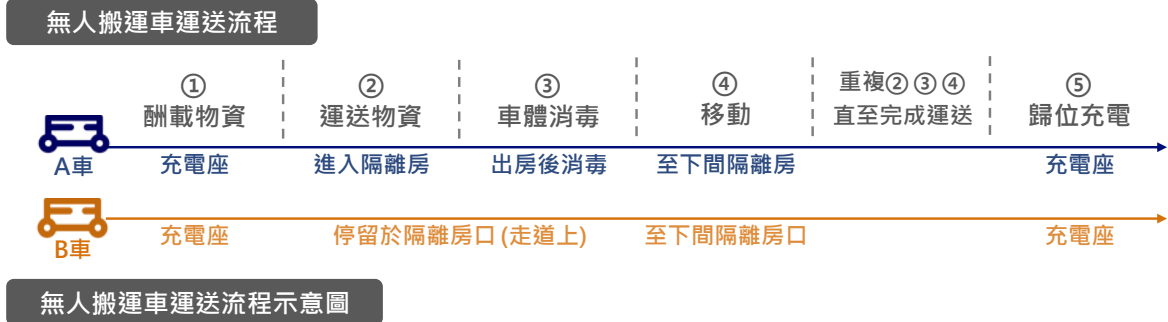 無人搬運車運送流程
① ② ③ ④ 重複②③④ ⑤
酬載物資 運送物資 車體消毒 移動 直至完成運送 歸位充電
A車 充電座 進入隔離房 出房後消毒 至下間隔離房 充電座
B車 充電座 停留於隔離房口(走道上) 至下間隔離房口 充電座
無人搬運車運送流程示意圖